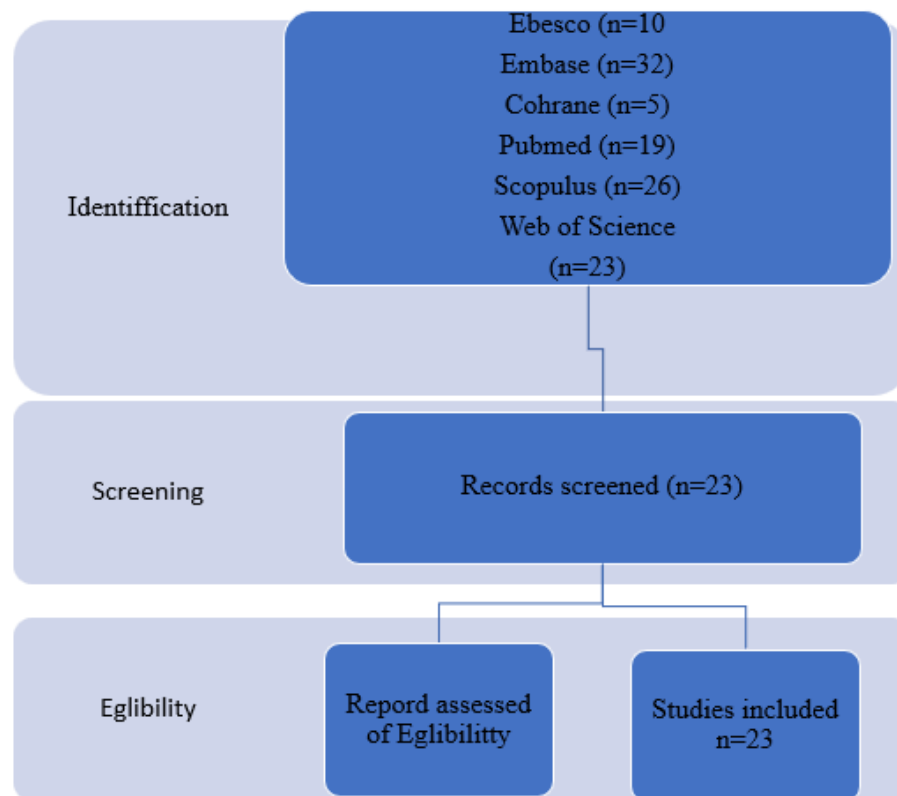 Ebesco (n=10
Embase (n=32)
Cohrane (n=5)
Pubmed (n=19)
Scopulus (n=26)
Web of Science
(n=23)
Identiffication
Screening
Records screened (n=23)
Eglibility
Repord assessed
of Eglibilitty
Studies included
n=23